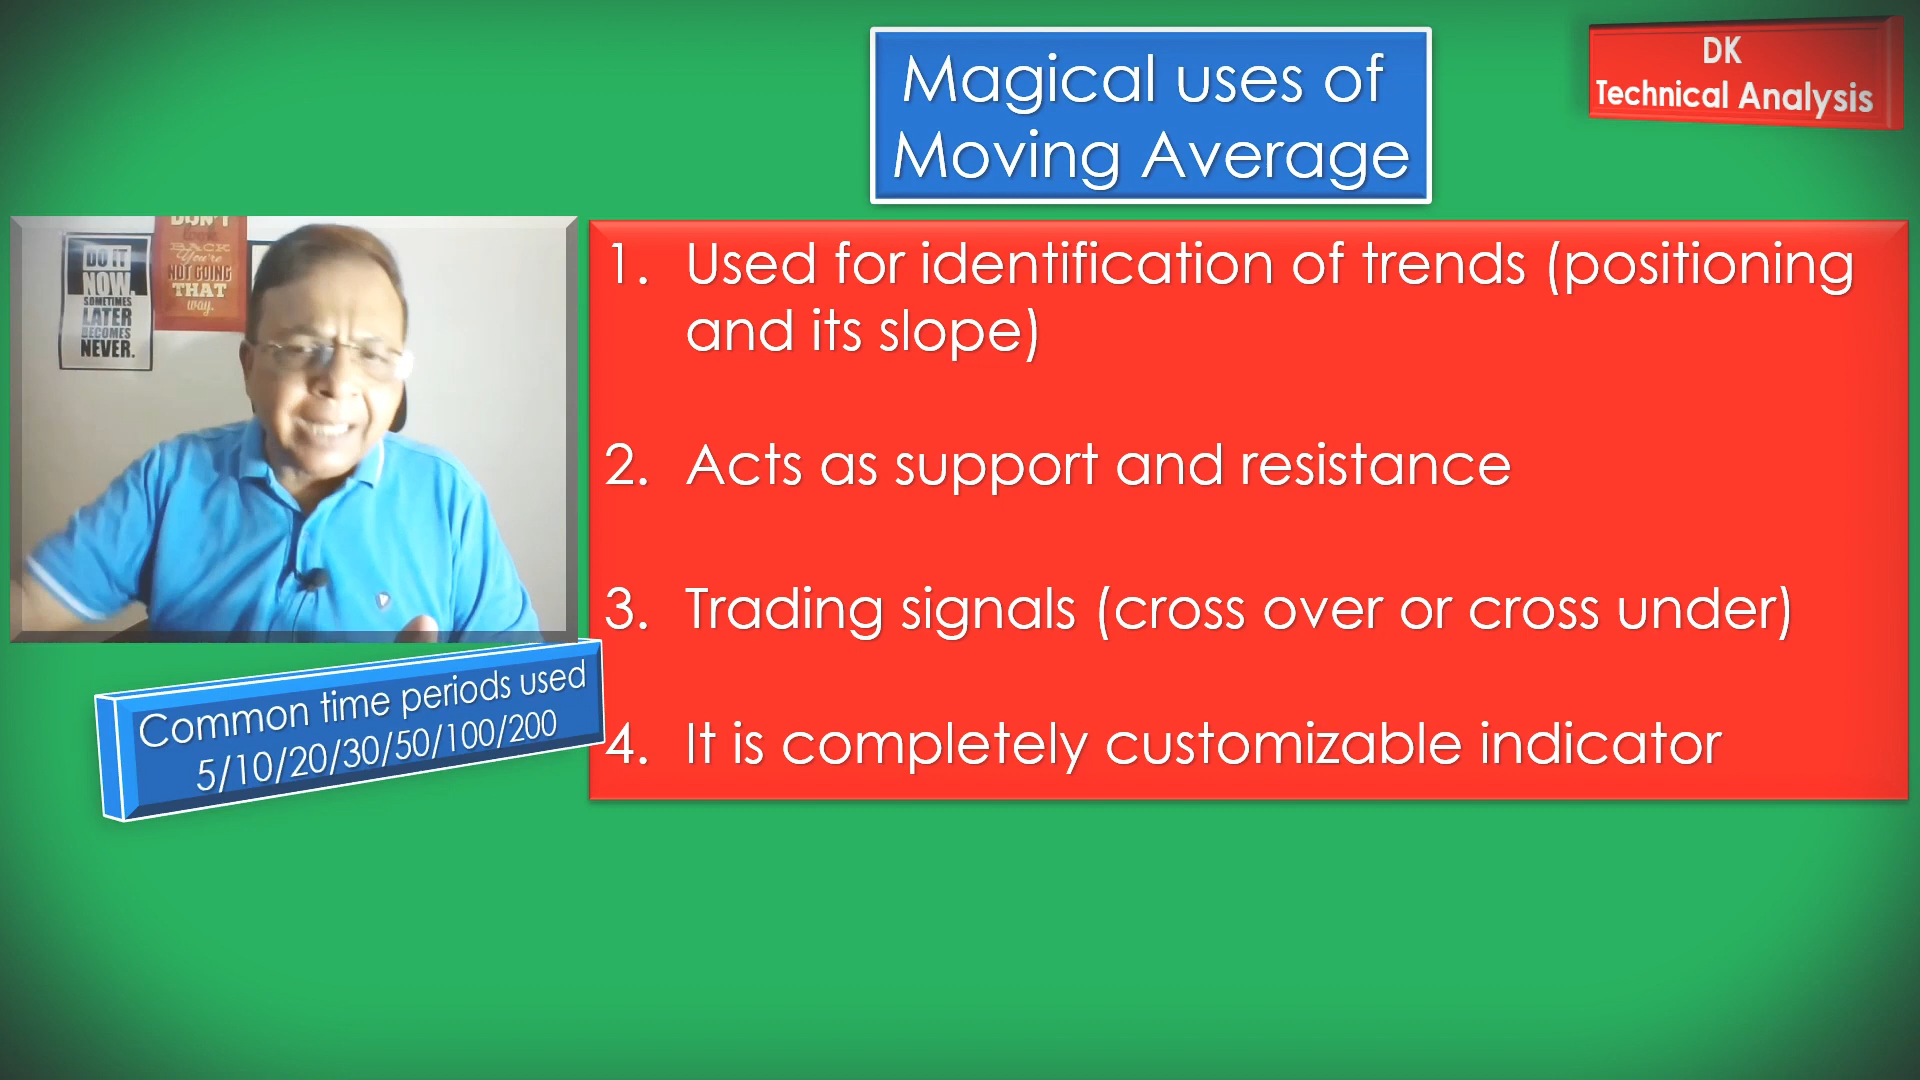 Magical uses of
Moving Average
DK
Technical Analysis
DON'T
look
BACK
You're
NOT GOING
THAT
way.
DO IT
NOW.
SOMETIMES
LATER
BECOMES
NEVER.
1. Used for identification of trends (positioning
and its slope)
2. Acts as support and resistance
3. Trading signals (cross over or cross under)
4. It is completely customizable indicator
Common time periods used
5/10/20/30/50/100/200